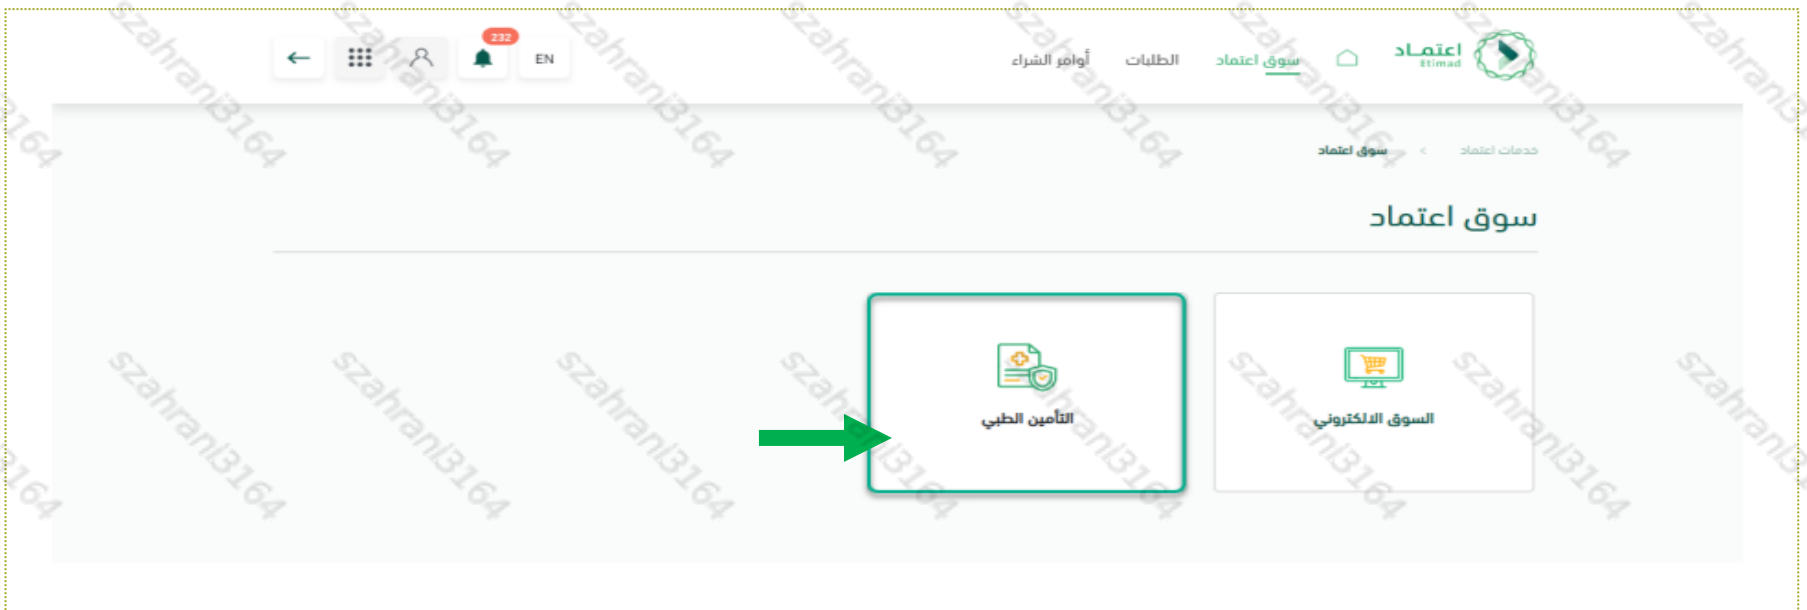 اعتماد
Etimad
سوق اعتماد
الطلبات
أوامر الشراء
EN
232
خدمات اعتماد > سوق اعتماد
سوق اعتماد
السوق الالكتروني
التأمين الطبي
szahrani3164